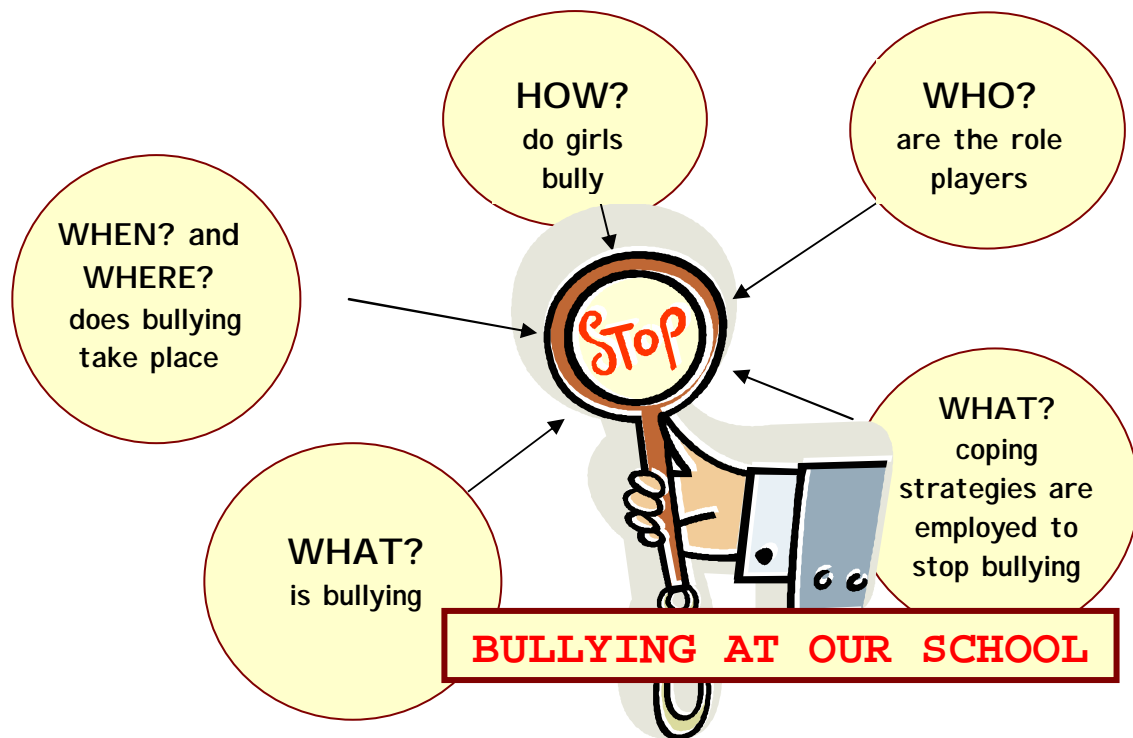 HOW?
do girls
bully
WHO?
are the role
players
WHEN? and
WHERE?
does bullying
take place
STOP
WHAT?
coping
strategies are
employed to
stop bullying
WHAT?
is bullying
BULLYING AT OUR SCHOOL